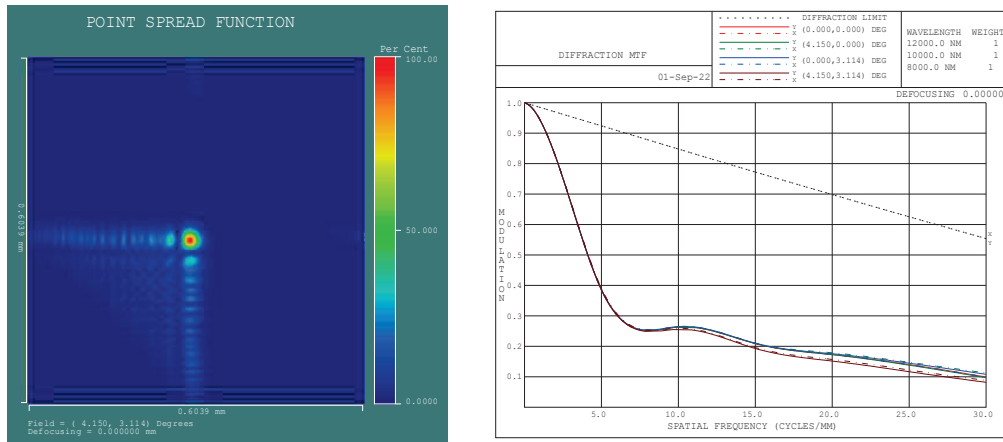 POINT SPREAD FUNCTION
Per Cent
100.00
50.000
0.0000
0.6039 mm
0.6039 mm
Field = ( 4.150, 3.114) Degrees
Defocusing = 0.000000 mm
DIFFRACTION MTF
01-Sep-22
DIFFRACTION LIMIT
Y
X
(0.000,0.000) DEG
Y
X
(4.150,0.000) DEG
Y
X
(0.000,3.114) DEG
Y
X
(4.150,3.114) DEG
WAVELENGTH WEIGHT
12000.0 NM 1
10000.0 NM 1
8000.0 NM 1
DEFOCUSING 0.00000
1.0
0.9
0.8
0.7
0.6
0.5
0.4
0.3
0.2
0.1
MODULATION
X
Y
5.0 10.0 15.0 20.0 25.0 30.0
SPATIAL FREQUENCY (CYCLES/MM)